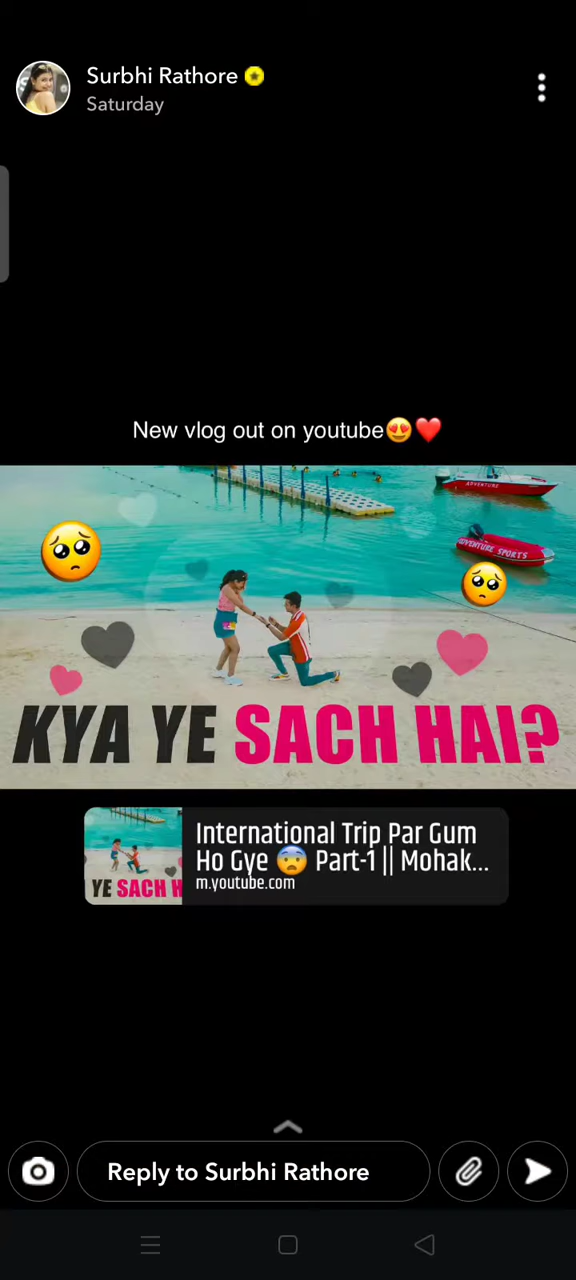 Surbhi Rathore
Saturday
New vlog out on youtube😍❤️
ADVENTURE
ADVENTURE SPORTS
KYA YE SACH HAI?
International Trip Par Gum
Ho Gye 😨 Part-1 || Mohak...
m.youtube.com
YE SACH H
Reply to Surbhi Rathore